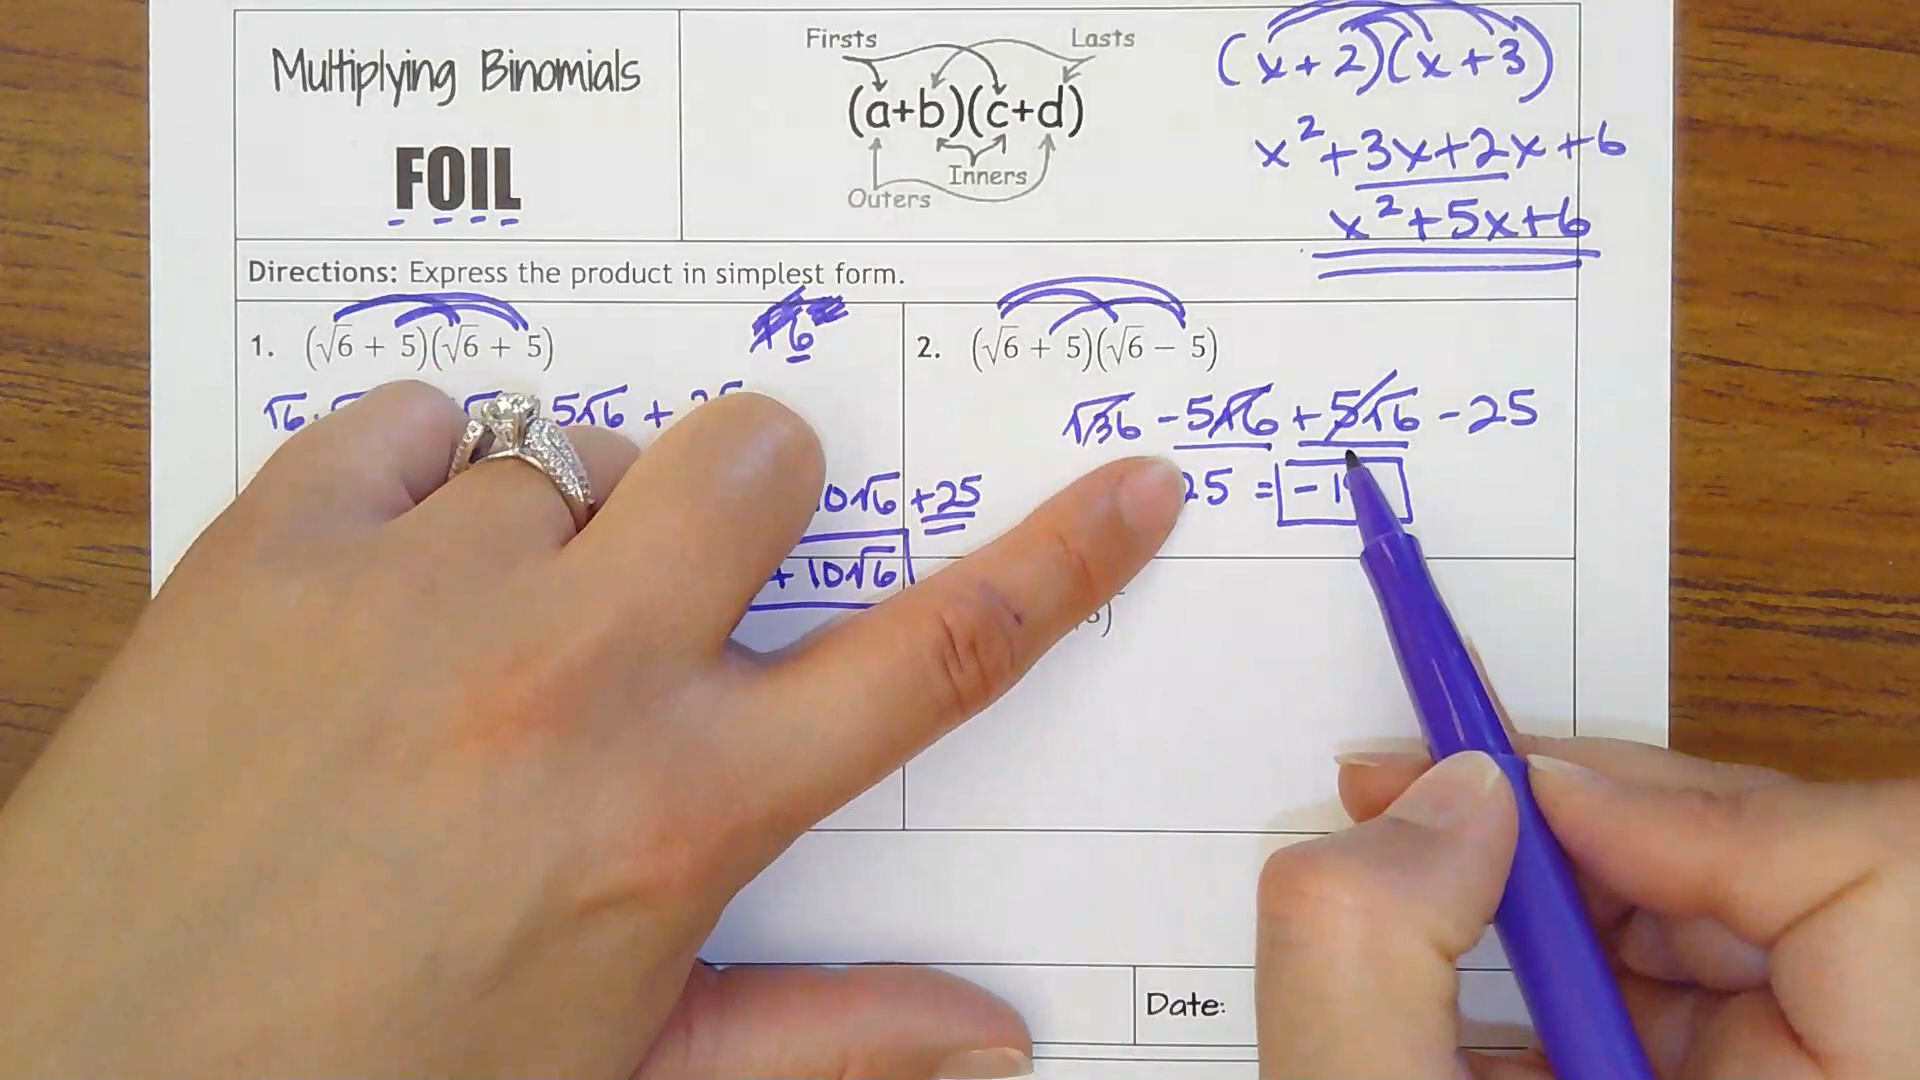 Multiplying Binomials
FOIL
Firsts Lasts
(a+b)(c+d)
Inners
Outers
(x+2)(x+3)
x²+3x+2x+6
x²+5x+6
Directions: Express the product in simplest form.
1. (√6 + 5)(√6 + 5)
6
5√6 +
10√6 +25
+ 10√6
2. (√6 + 5)(√6 − 5)
√36 -5√6 +5√6 -25
25 = -1
Date: